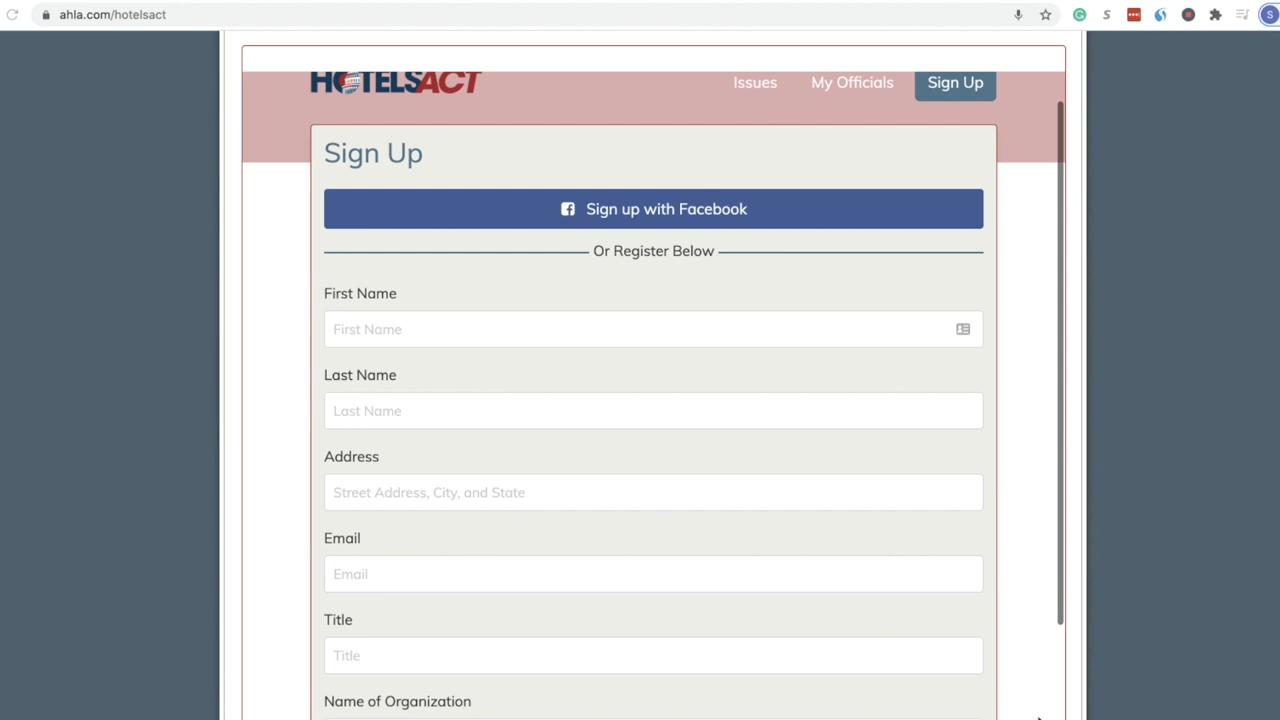 ahla.com/hotelsact
HOTELSACT
Issues
My Officials
Sign Up
Sign Up
Sign up with Facebook
Or Register Below
First Name
First Name
Last Name
Last Name
Address
Street Address, City, and State
Email
Email
Title
Title
Name of Organization